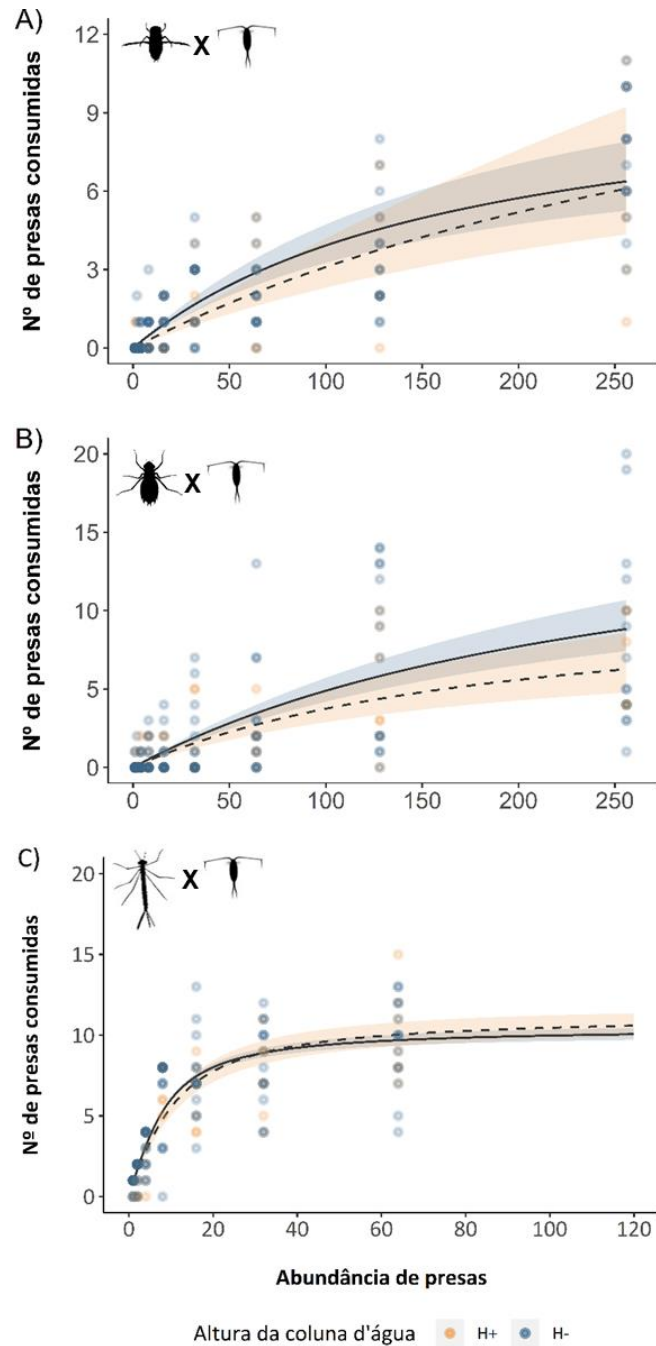 A)
X
Nº de presas consumidas
12
9
6
3
0
0 50 100 150 200 250
B)
X
Nº de presas consumidas
20
15
10
5
0
0 50 100 150 200 250
C)
X
Nº de presas consumidas
20
15
10
5
0
0 20 40 60 80 100 120
Abundância de presas
Altura da coluna d'água H+ H-